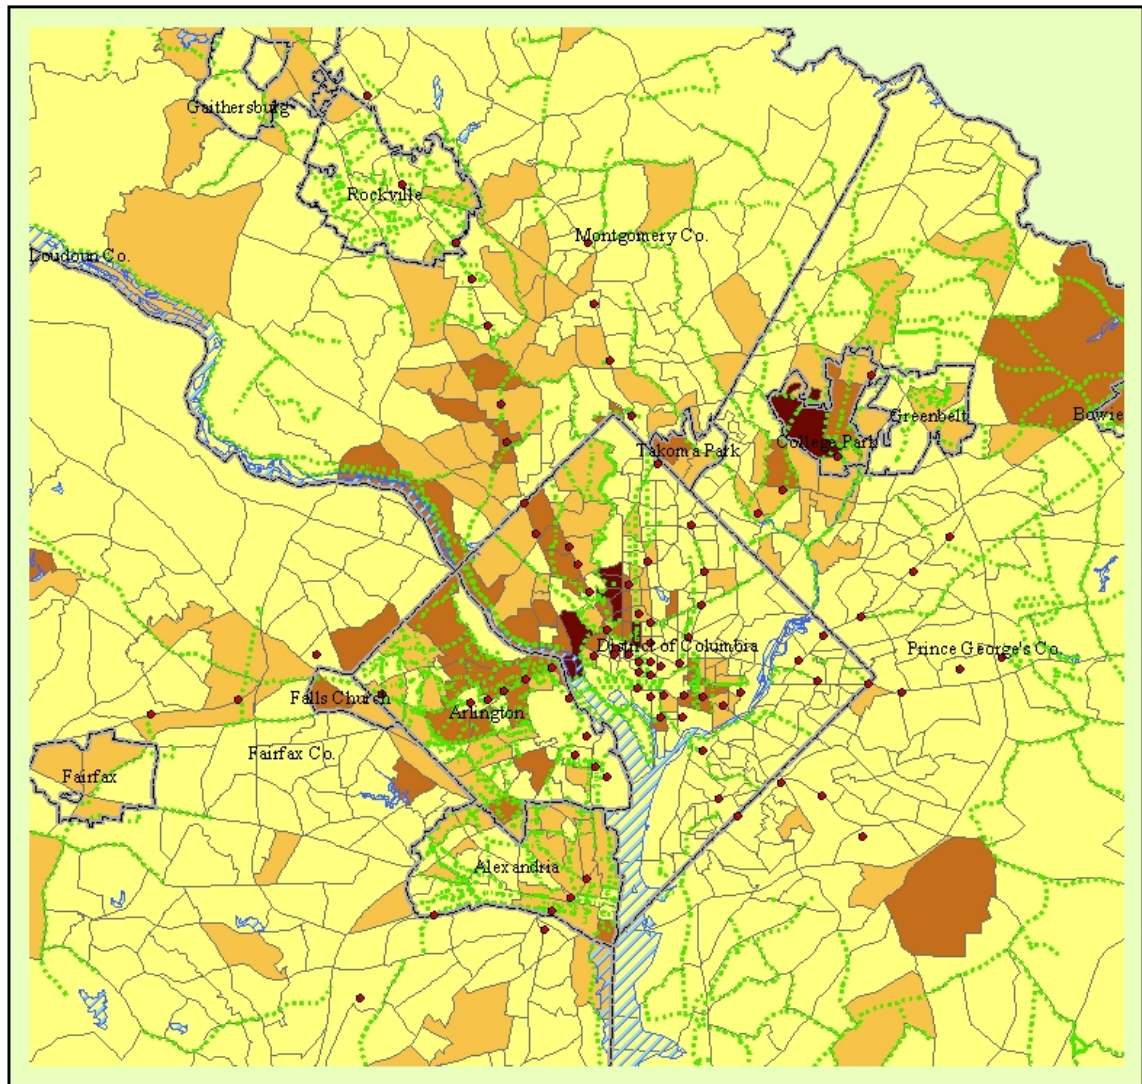 Gaithersburg
Rockville
Montgomery Co.
Loudoun Co.
Greenbelt
Bowie
College Park
Takoma Park
District of Columbia
Prince George's Co.
Falls Church
Arlington
Fairfax Co.
Fairfax
Alexandria